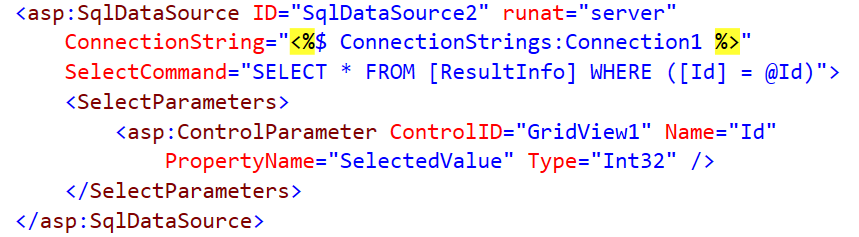 <asp:SqlDataSource ID="SqlDataSource2" runat="server"
ConnectionString="<%$ ConnectionStrings:Connection1 %>"
SelectCommand="SELECT * FROM [ResultInfo] WHERE ([Id] = @Id)">
<SelectParameters>
<asp:ControlParameter ControlID="GridView1" Name="Id"
PropertyName="SelectedValue" Type="Int32" />
</SelectParameters>
</asp:SqlDataSource>